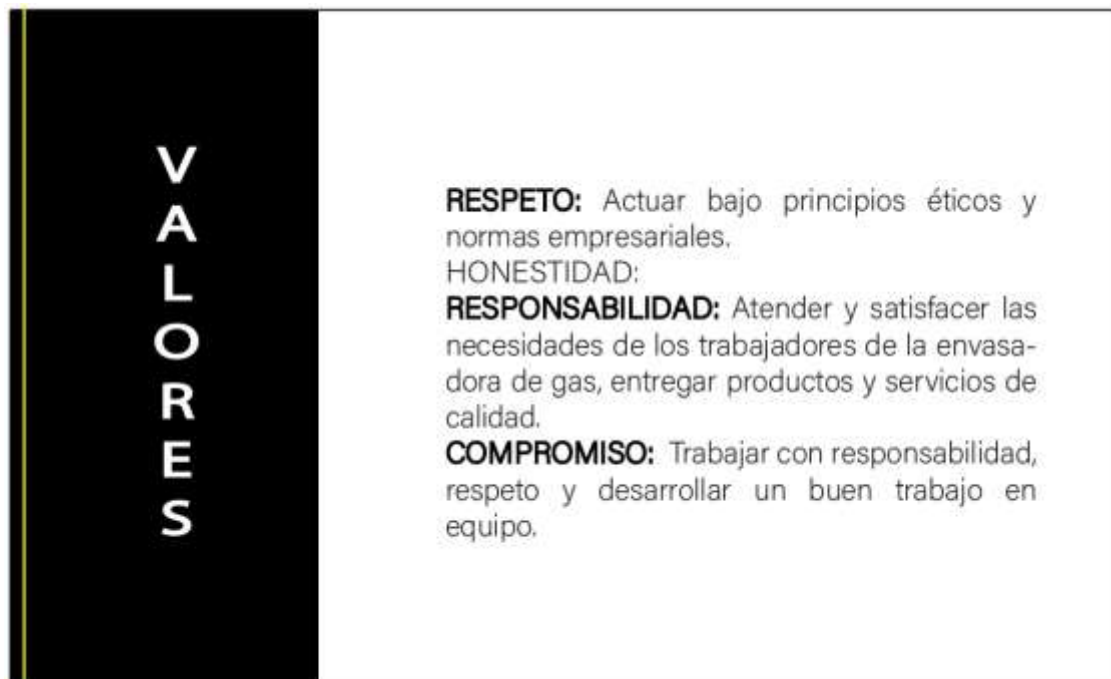 VALORES
RESPETO: Actuar bajo principios éticos y
normas empresariales.
HONESTIDAD:
RESPONSABILIDAD: Atender y satisfacer las
necesidades de los trabajadores de la envasa-
dora de gas, entregar productos y servicios de
calidad.
COMPROMISO: Trabajar con responsabilidad,
respeto y desarrollar un buen trabajo en
equipo.